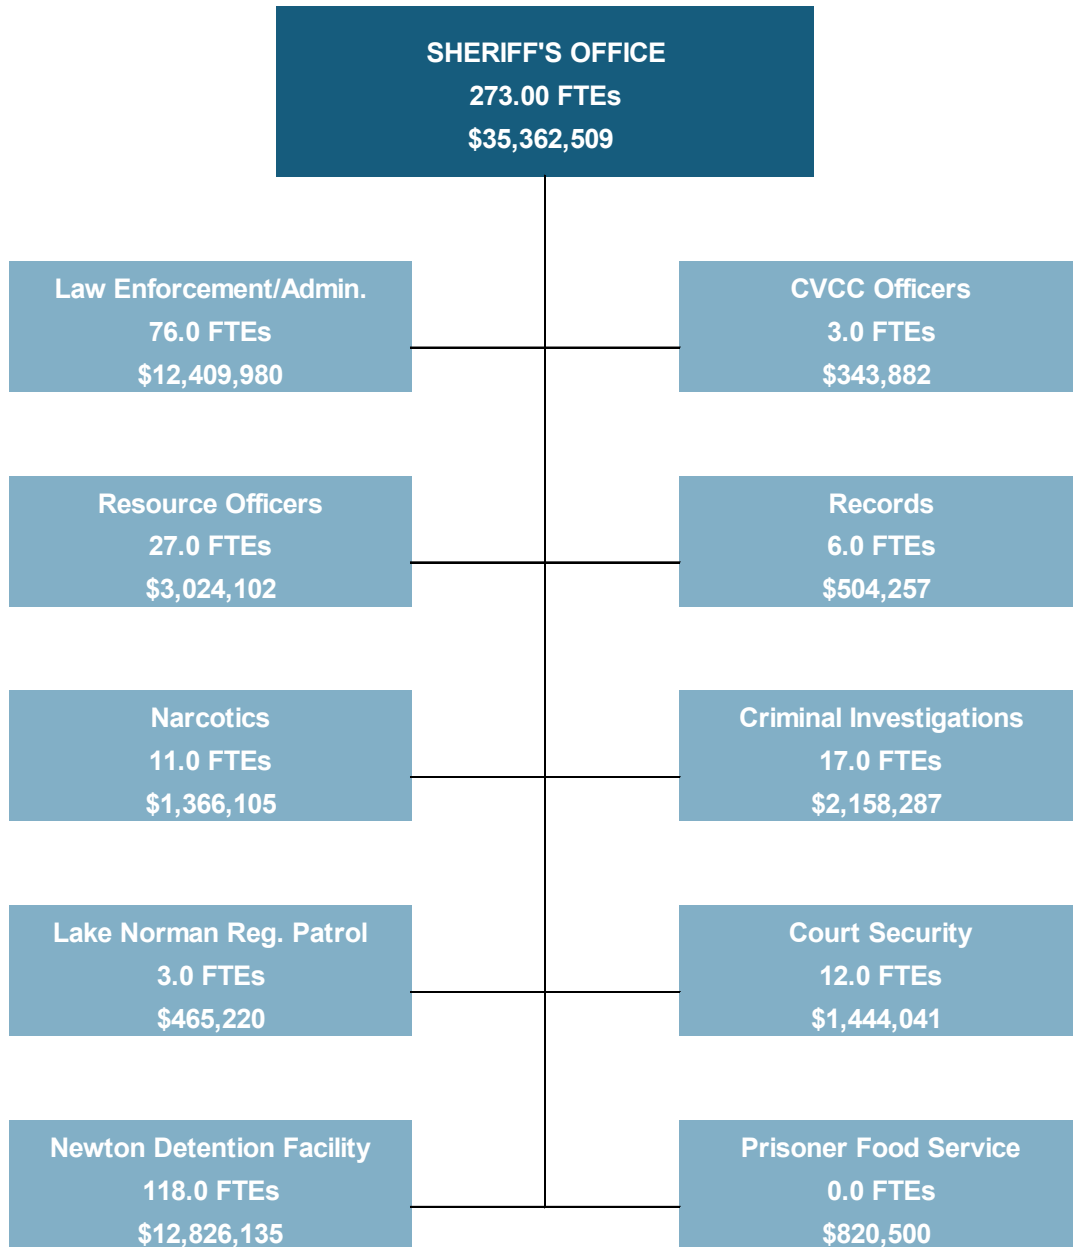 SHERIFF'S OFFICE
273.00 FTEs
$35,362,509
Law Enforcement/Admin.
76.0 FTEs
$12,409,980
CVCC Officers
3.0 FTEs
$343,882
Resource Officers
27.0 FTEs
$3,024,102
Records
6.0 FTEs
$504,257
Narcotics
11.0 FTEs
$1,366,105
Criminal Investigations
17.0 FTEs
$2,158,287
Lake Norman Reg. Patrol
3.0 FTEs
$465,220
Court Security
12.0 FTEs
$1,444,041
Newton Detention Facility
118.0 FTEs
$12,826,135
Prisoner Food Service
0.0 FTEs
$820,500